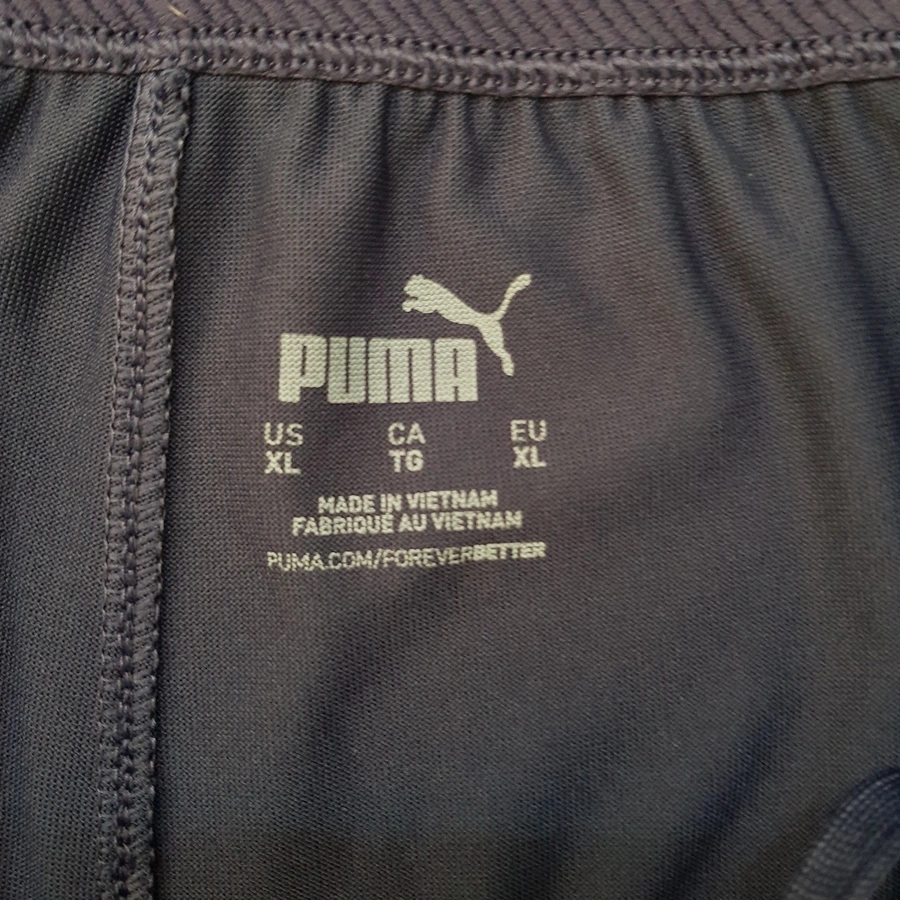 PUMA
US CA EU
XL TG XL
MADE IN VIETNAM
FABRIQUÉ AU VIETNAM
PUMA.COM/FOREVERBETTER